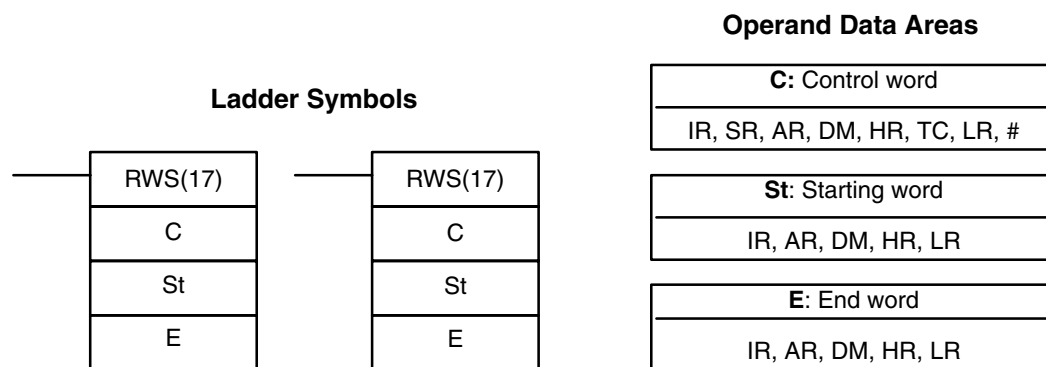 Ladder Symbols
RWS(17)
C
St
E
RWS(17)
C
St
E
Operand Data Areas
C: Control word
IR, SR, AR, DM, HR, TC, LR, #
St: Starting word
IR, AR, DM, HR, LR
E: End word
IR, AR, DM, HR, LR